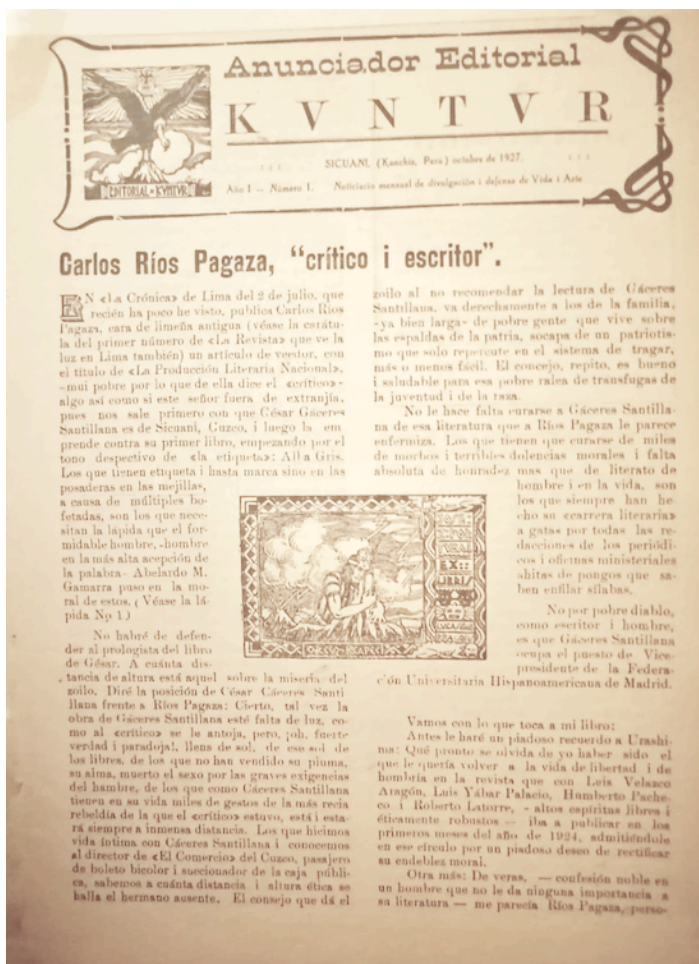 Anunciador Editorial
KVNTVR
SICUANI, (Kanchis, Perú) octubre de 1927.
Año I — Número 1. Noticiario mensual de divulgación i defensa de Vida i Arte
EDITORIAL - KVNTVR
Carlos Ríos Pagaza, “crítico i escritor”.
EN «La Crónica» de Lima del 2 de julio, que
recién ha poco he visto, publica Carlos Ríos
Pagaza, cara de limeña antigua (véase la carátu-
la del primer número de «La Revista» que ve la
luz en Lima también) un artículo de veedor, con
el título de «La Producción Literaria Nacional»,
-mui pobre por lo que de ella dice el «crítico»-
algo así como si este señor fuera de extranjía,
pues nos sale primero con que César Gáceres
Santillana es de Sicuani, Cuzco, i luego la em
prende contra su primer libro, empezando por el
tono despectivo de «la etiqueta»: Alba Gris.
Los que tienen etiqueta i hasta marca sino en las
posaderas en las mejillas,
a causa de múltiples bo-
fetadas, son los que nece-
sitan la lápida que el for-
midable hombre, -hombre
en la más alta acepción de
la palabra- Abelardo M.
Gamarra puso en la mo-
ral de estos. (Véase la lá-
pida No 1)
No habré de defen-
der al prologista del libro
de César. A cuánta dis-
tancia de altura está aquel sobre la miseria del
zoilo. Diré la posición de César Cáceres Santi
llana frente a Ríos Pagaza: Cierto, tal vez la
obra de Gáceres Santillana esté falta de luz, co-
mo al «crítico» se le antoja, pero, ¡oh, fuerte
verdad i paradoja!, llena de sol, de ese sol de
los libres, de los que no han vendido su pluma,
su alma, muerto el sexo por las graves exigencias
del hambre, de los que como Cáceres Santillana
tienen en su vida miles de gestos de la más recia
rebeldía de la que el «crítico» estuvo, está i esta-
rá siempre a inmensa distancia. Los que hicimos
vida íntima con Cáceres Santillana i conocemos
al director de «El Comercio» del Cuzco, pasajero
de boleto bicolor i succionador de la caja públi-
ca, sabemos a cuánta distancia i altura ética se
halla el hermano ausente. El consejo que dá el
EX::
LIBRIS
zoilo al no recomendar la lectura de Gáceres
Santillana, va derechamente a los de la familia,
-ya bien larga- de pobre gente que vive sobre
las espaldas de la patria, socapa de un patriotis-
mo que solo repercute en el sistema de tragar,
más o menos fácil. El concejo, repito, es bueno
i saludable para esa pobre ralea de transfugas de
la juventud i de la raza.
No le hace falta curarse a Gáceres Santilla-
na de esa literatura que a Ríos Pagaza le parece
enfermiza. Los que tienen que curarse de miles
de morbos i terribles dolencias morales i falta
absoluta de honradez mas que de literato de
hombre i en la vida, son
los que siempre han he-
cho su «carrera literaria»
a gatas por todas las re-
dacciones de los periódi-
cos i oficinas ministeriales
ahitas de pongos que sa-
ben enfilar sílabas.
No por pobre diablo,
como escritor i hombre,
es que Gáceres Santillana
ocupa el puesto de Vice-
presidente de la Federa-
ción Universitaria Hispanoamericana de Madrid.
Vamos con lo que toca a mi libro:
Antes le haré un piadoso recuerdo a Urashi-
ma: Qué pronto se olvida de yo haber sido el
que le quería volver a la vida de libertad i de
hombría en la revista que con Luis Velazco
Aragón, Luis Yábar Palacio, Humberto Pache-
co i Roberto Latorre, - altos espíritas libres i
éticamente robustos — iba a publicar en los
primeros meses del año de 1924, admitiéndole
en ese círculo por un piadoso deseo de rectificar
su endeblez moral.
Otra más: De veras, — confesión noble en
un hombre que no le da ninguna importancia a
su literatura — me parecía Ríos Pagaza, perso-